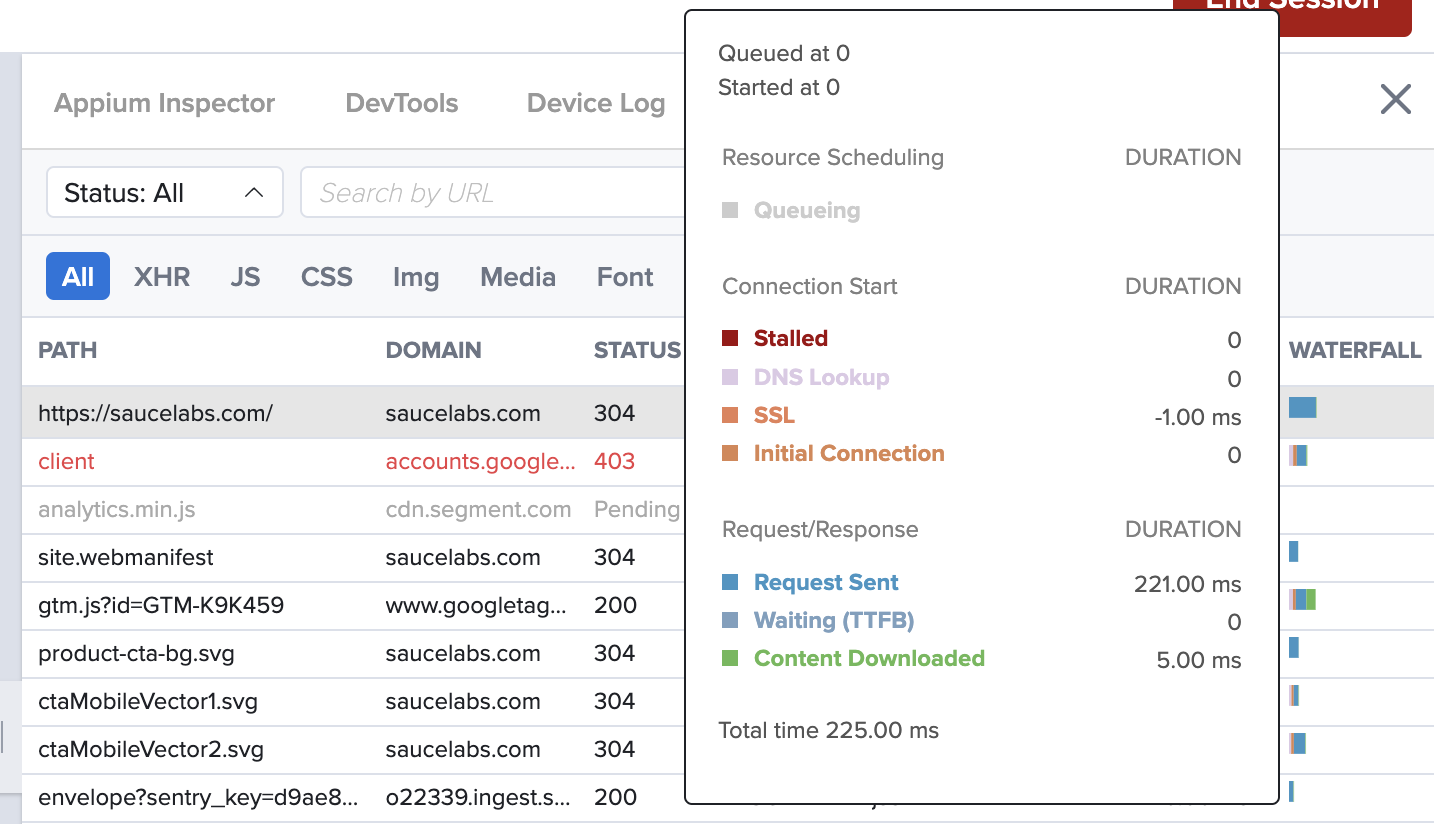 End Session
Queued at 0
Started at 0
Appium Inspector DevTools Device Log
Resource Scheduling DURATION
Status: All Search by URL
Queueing
All XHR JS CSS Img Media Font
Connection Start DURATION
PATH DOMAIN STATUS WATERFALL
Stalled 0
DNS Lookup 0
SSL -1.00 ms
Initial Connection 0
https://saucelabs.com/ saucelabs.com 304
client accounts.google... 403
analytics.min.js cdn.segment.com Pending
site.webmanifest saucelabs.com 304
gtm.js?id=GTM-K9K459 www.googletag... 200
product-cta-bg.svg saucelabs.com 304
ctaMobileVector1.svg saucelabs.com 304
ctaMobileVector2.svg saucelabs.com 304
envelope?sentry_key=d9ae8... o22339.ingest.s... 200
Request/Response DURATION
Request Sent 221.00 ms
Waiting (TTFB) 0
Content Downloaded 5.00 ms
Total time 225.00 ms